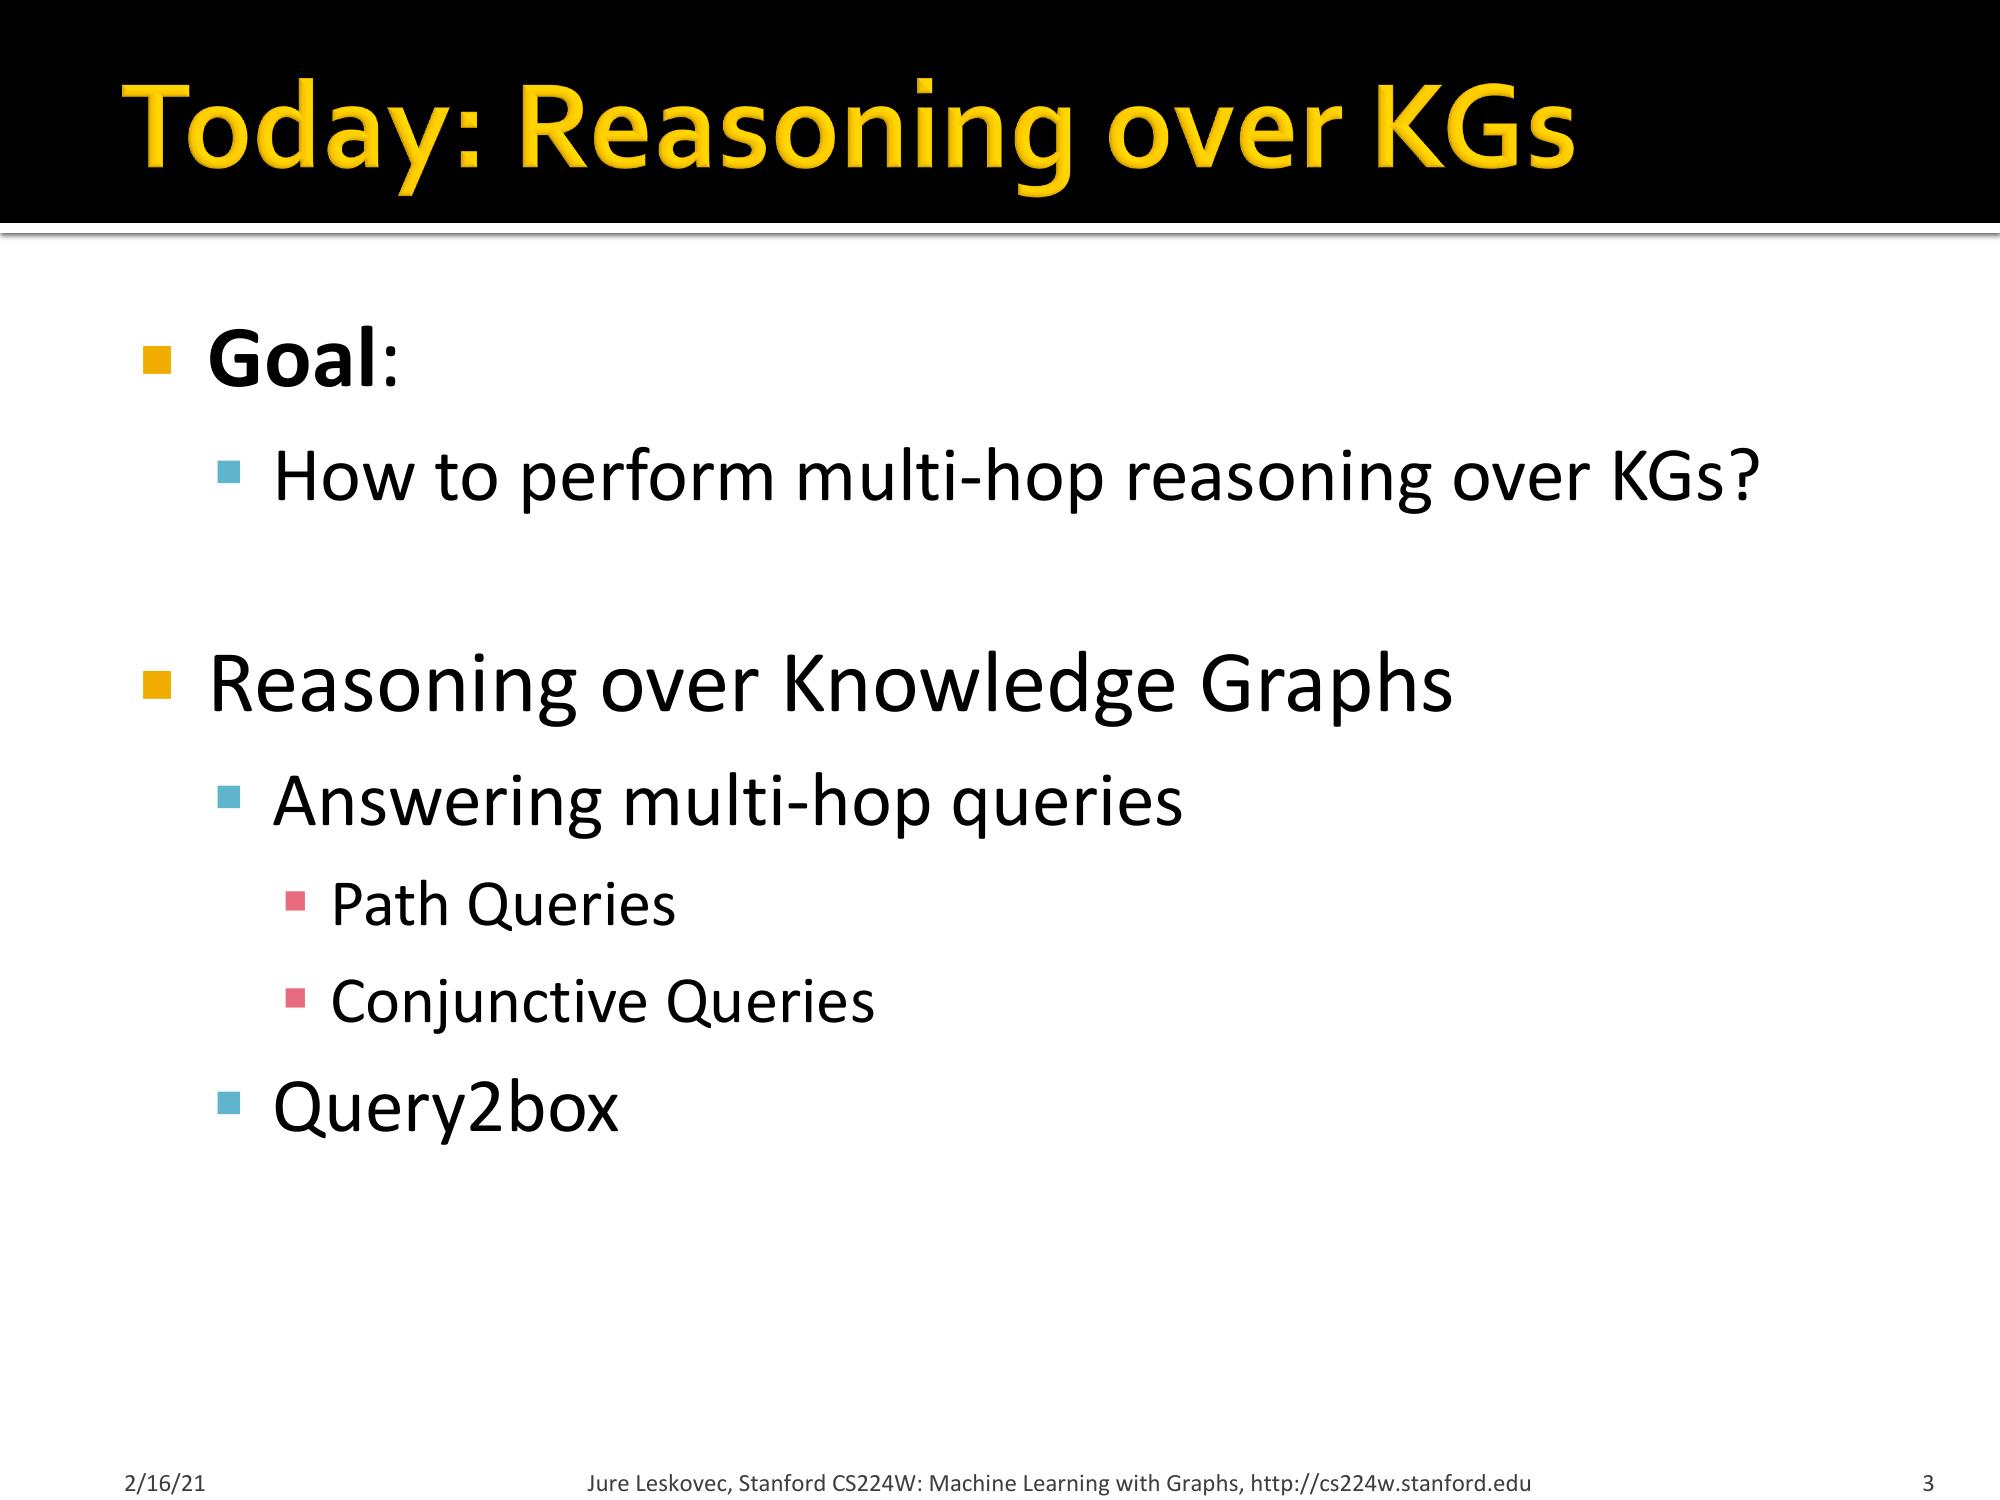 Today: Reasoning over KGs
Goal:
How to perform multi-hop reasoning over KGs?
Reasoning over Knowledge Graphs
Answering multi-hop queries
Path Queries
Conjunctive Queries
Query2box
2/16/21
Jure Leskovec, Stanford CS224W: Machine Learning with Graphs, http://cs224w.stanford.edu
3